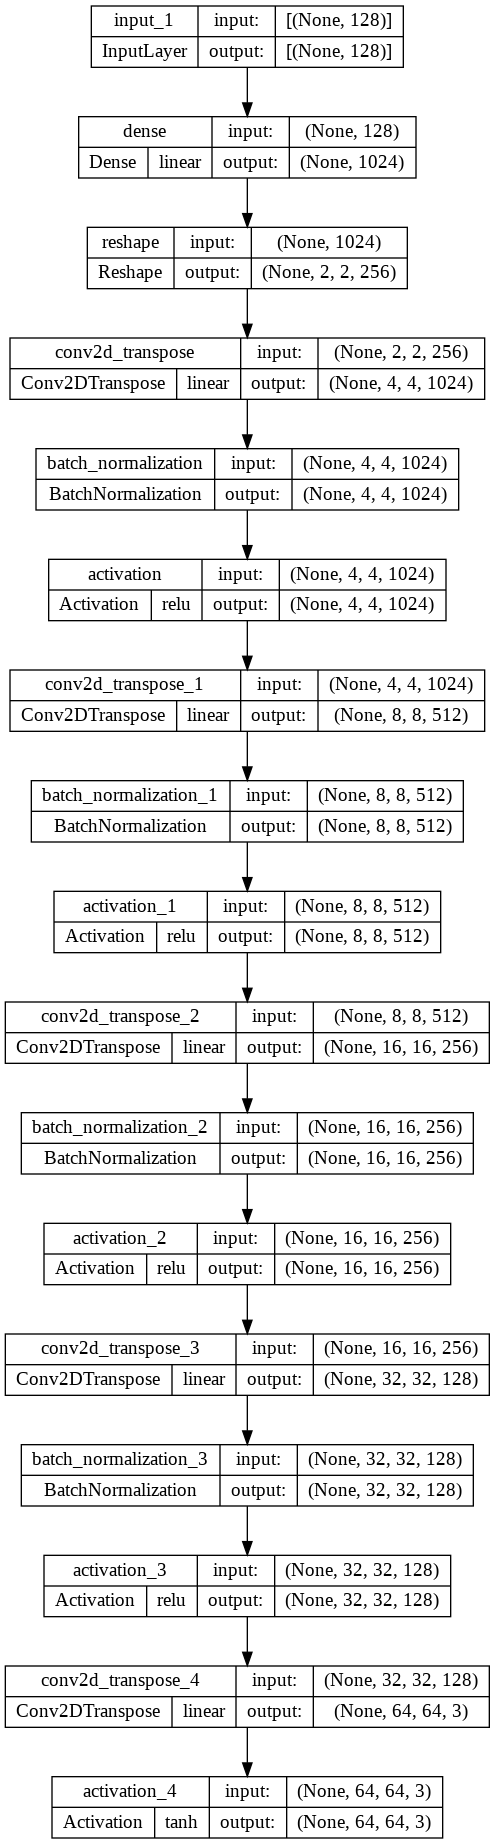 input_1 input: [(None, 128)]
InputLayer output: [(None, 128)]
dense input: (None, 128)
Dense linear output: (None, 1024)
reshape input: (None, 1024)
Reshape output: (None, 2, 2, 256)
conv2d_transpose input: (None, 2, 2, 256)
Conv2DTranspose linear output: (None, 4, 4, 1024)
batch_normalization input: (None, 4, 4, 1024)
BatchNormalization output: (None, 4, 4, 1024)
activation input: (None, 4, 4, 1024)
Activation relu output: (None, 4, 4, 1024)
conv2d_transpose_1 input: (None, 4, 4, 1024)
Conv2DTranspose linear output: (None, 8, 8, 512)
batch_normalization_1 input: (None, 8, 8, 512)
BatchNormalization output: (None, 8, 8, 512)
activation_1 input: (None, 8, 8, 512)
Activation relu output: (None, 8, 8, 512)
conv2d_transpose_2 input: (None, 8, 8, 512)
Conv2DTranspose linear output: (None, 16, 16, 256)
batch_normalization_2 input: (None, 16, 16, 256)
BatchNormalization output: (None, 16, 16, 256)
activation_2 input: (None, 16, 16, 256)
Activation relu output: (None, 16, 16, 256)
conv2d_transpose_3 input: (None, 16, 16, 256)
Conv2DTranspose linear output: (None, 32, 32, 128)
batch_normalization_3 input: (None, 32, 32, 128)
BatchNormalization output: (None, 32, 32, 128)
activation_3 input: (None, 32, 32, 128)
Activation relu output: (None, 32, 32, 128)
conv2d_transpose_4 input: (None, 32, 32, 128)
Conv2DTranspose linear output: (None, 64, 64, 3)
activation_4 input: (None, 64, 64, 3)
Activation tanh output: (None, 64, 64, 3)